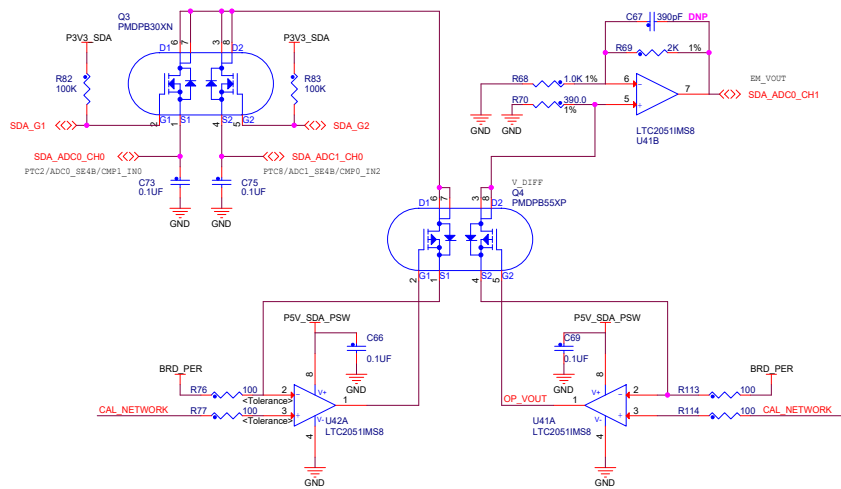 Q3
PMDPB30XN
P3V3_SDA
P3V3_SDA
6 7 3 8
D1 D2
R82
100K
R83
100K
2 G1 S1 S2 5 G2
1 4
SDA_G1
SDA_G2
SDA_ADC0_CH0
SDA_ADC1_CH0
PTC2/ADC0_SE4B/CMP1_IN0
PTC8/ADC1_SE4B/CMP0_IN2
C73
0.1UF
C75
0.1UF
GND
GND
C67 390pF DNP
R69 2K 1%
R68 1.0K 1%
R70 390.0
1%
6
5
7
EM_VOUT
SDA_ADC0_CH1
GND
GND
LTC2051IMS8
U41B
V_DIFF
Q4
PMDPB55XP
6 7 3 8
D1 D2
G1 S1 S2 G2
2 1 4 5
P5V_SDA_PSW
P5V_SDA_PSW
C66
0.1UF
GND
C69
0.1UF
GND
BRD_PER
BRD_PER
R76 100
<Tolerance>
R77 100
<Tolerance>
CAL_NETWORK
8
V+
2
3
1
V-
4
U42A
LTC2051IMS8
GND
OP_VOUT
8
V+
1
2
3
V-
4
U41A
LTC2051IMS8
GND
R113 100
R114 100
CAL_NETWORK